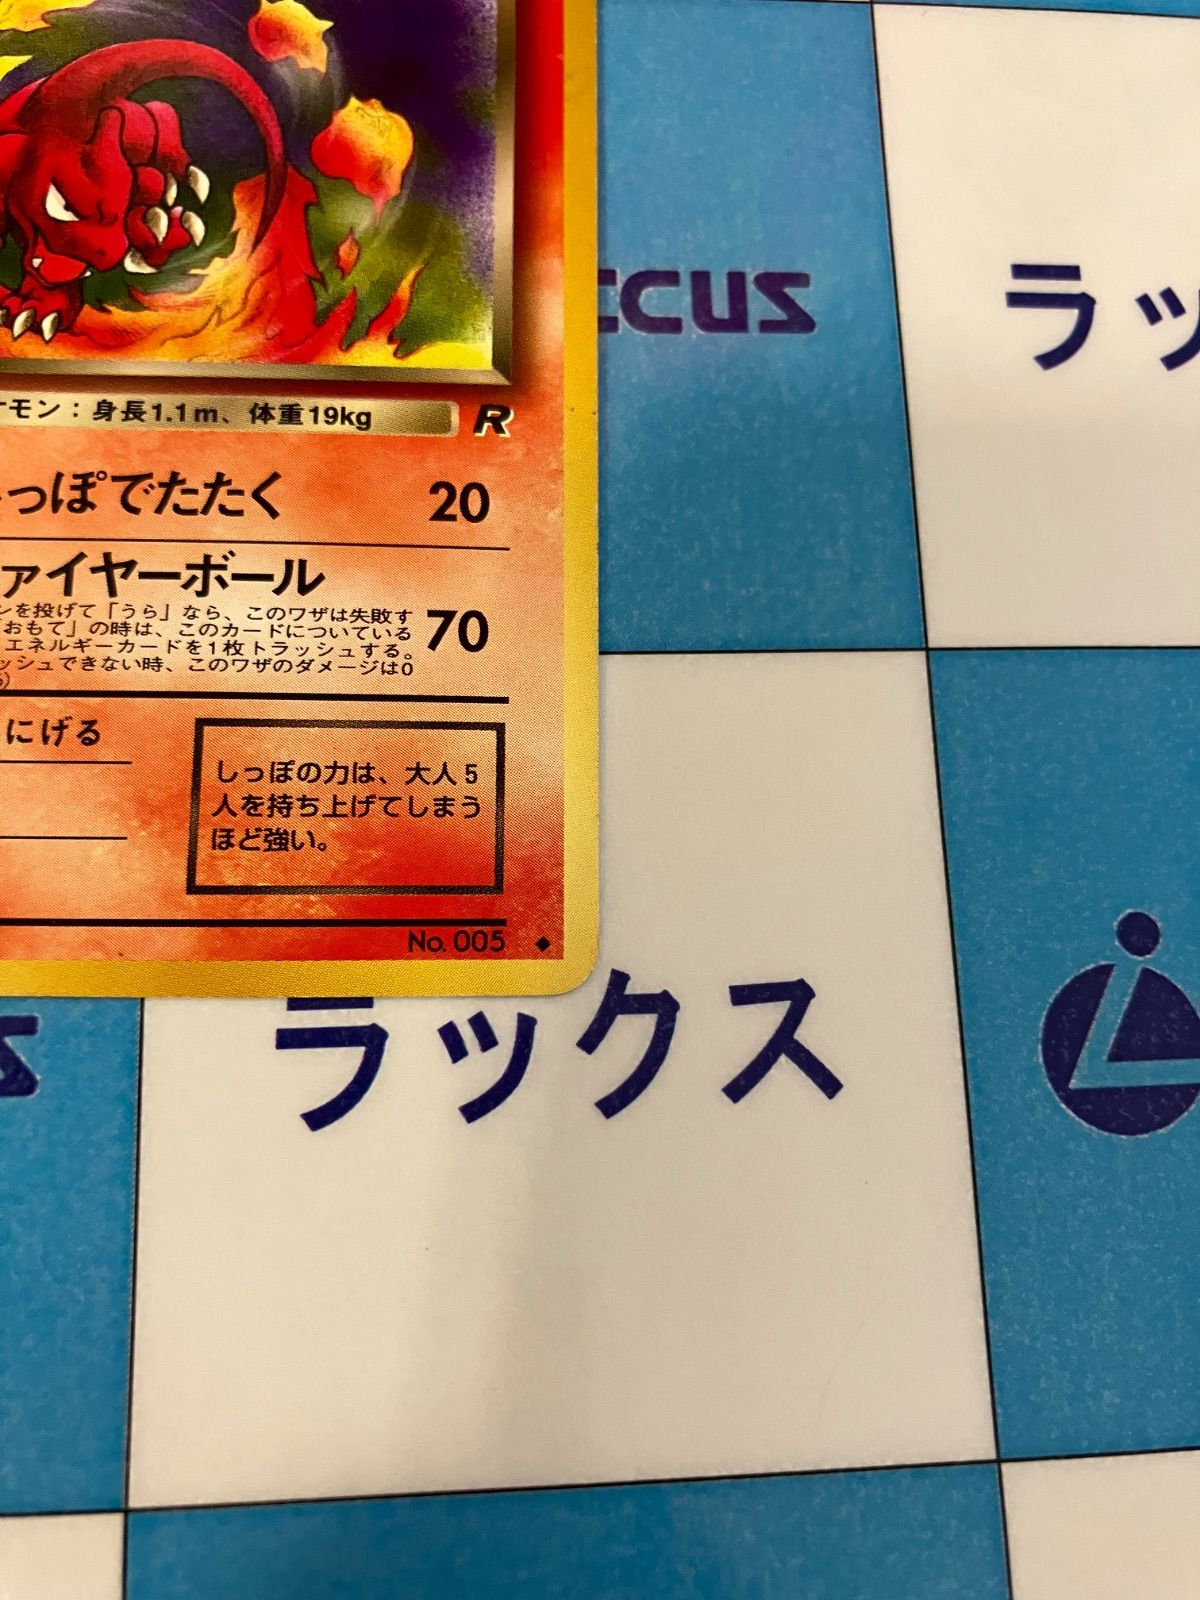 ケモン：身長1.1m、体重19kg
R
っぽでたたく 20
ァイヤーボール
ンを投げて「うら」なら、このワザは失敗す
「おもて」の時は、このカードについている
エネルギーカードを1枚トラッシュする。
ッシュできない時、このワザのダメージは0
70
にげる
しっぽの力は、大人5
人を持ち上げてしまう
ほど強い。
No. 005
ccus
ラッ
ラックス